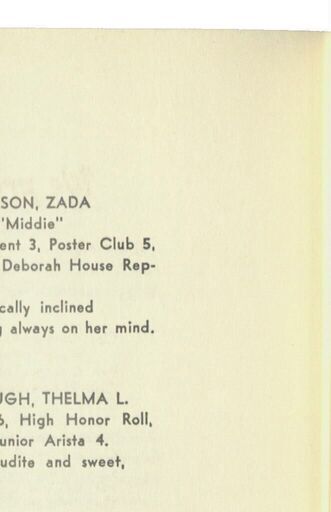 SON, ZADA
"Middie"
ent 3, Poster Club 5,
Deborah House Rep-
cally inclined
g always on her mind.
UGH, THELMA L.
6, High Honor Roll,
unior Arista 4.
udite and sweet,